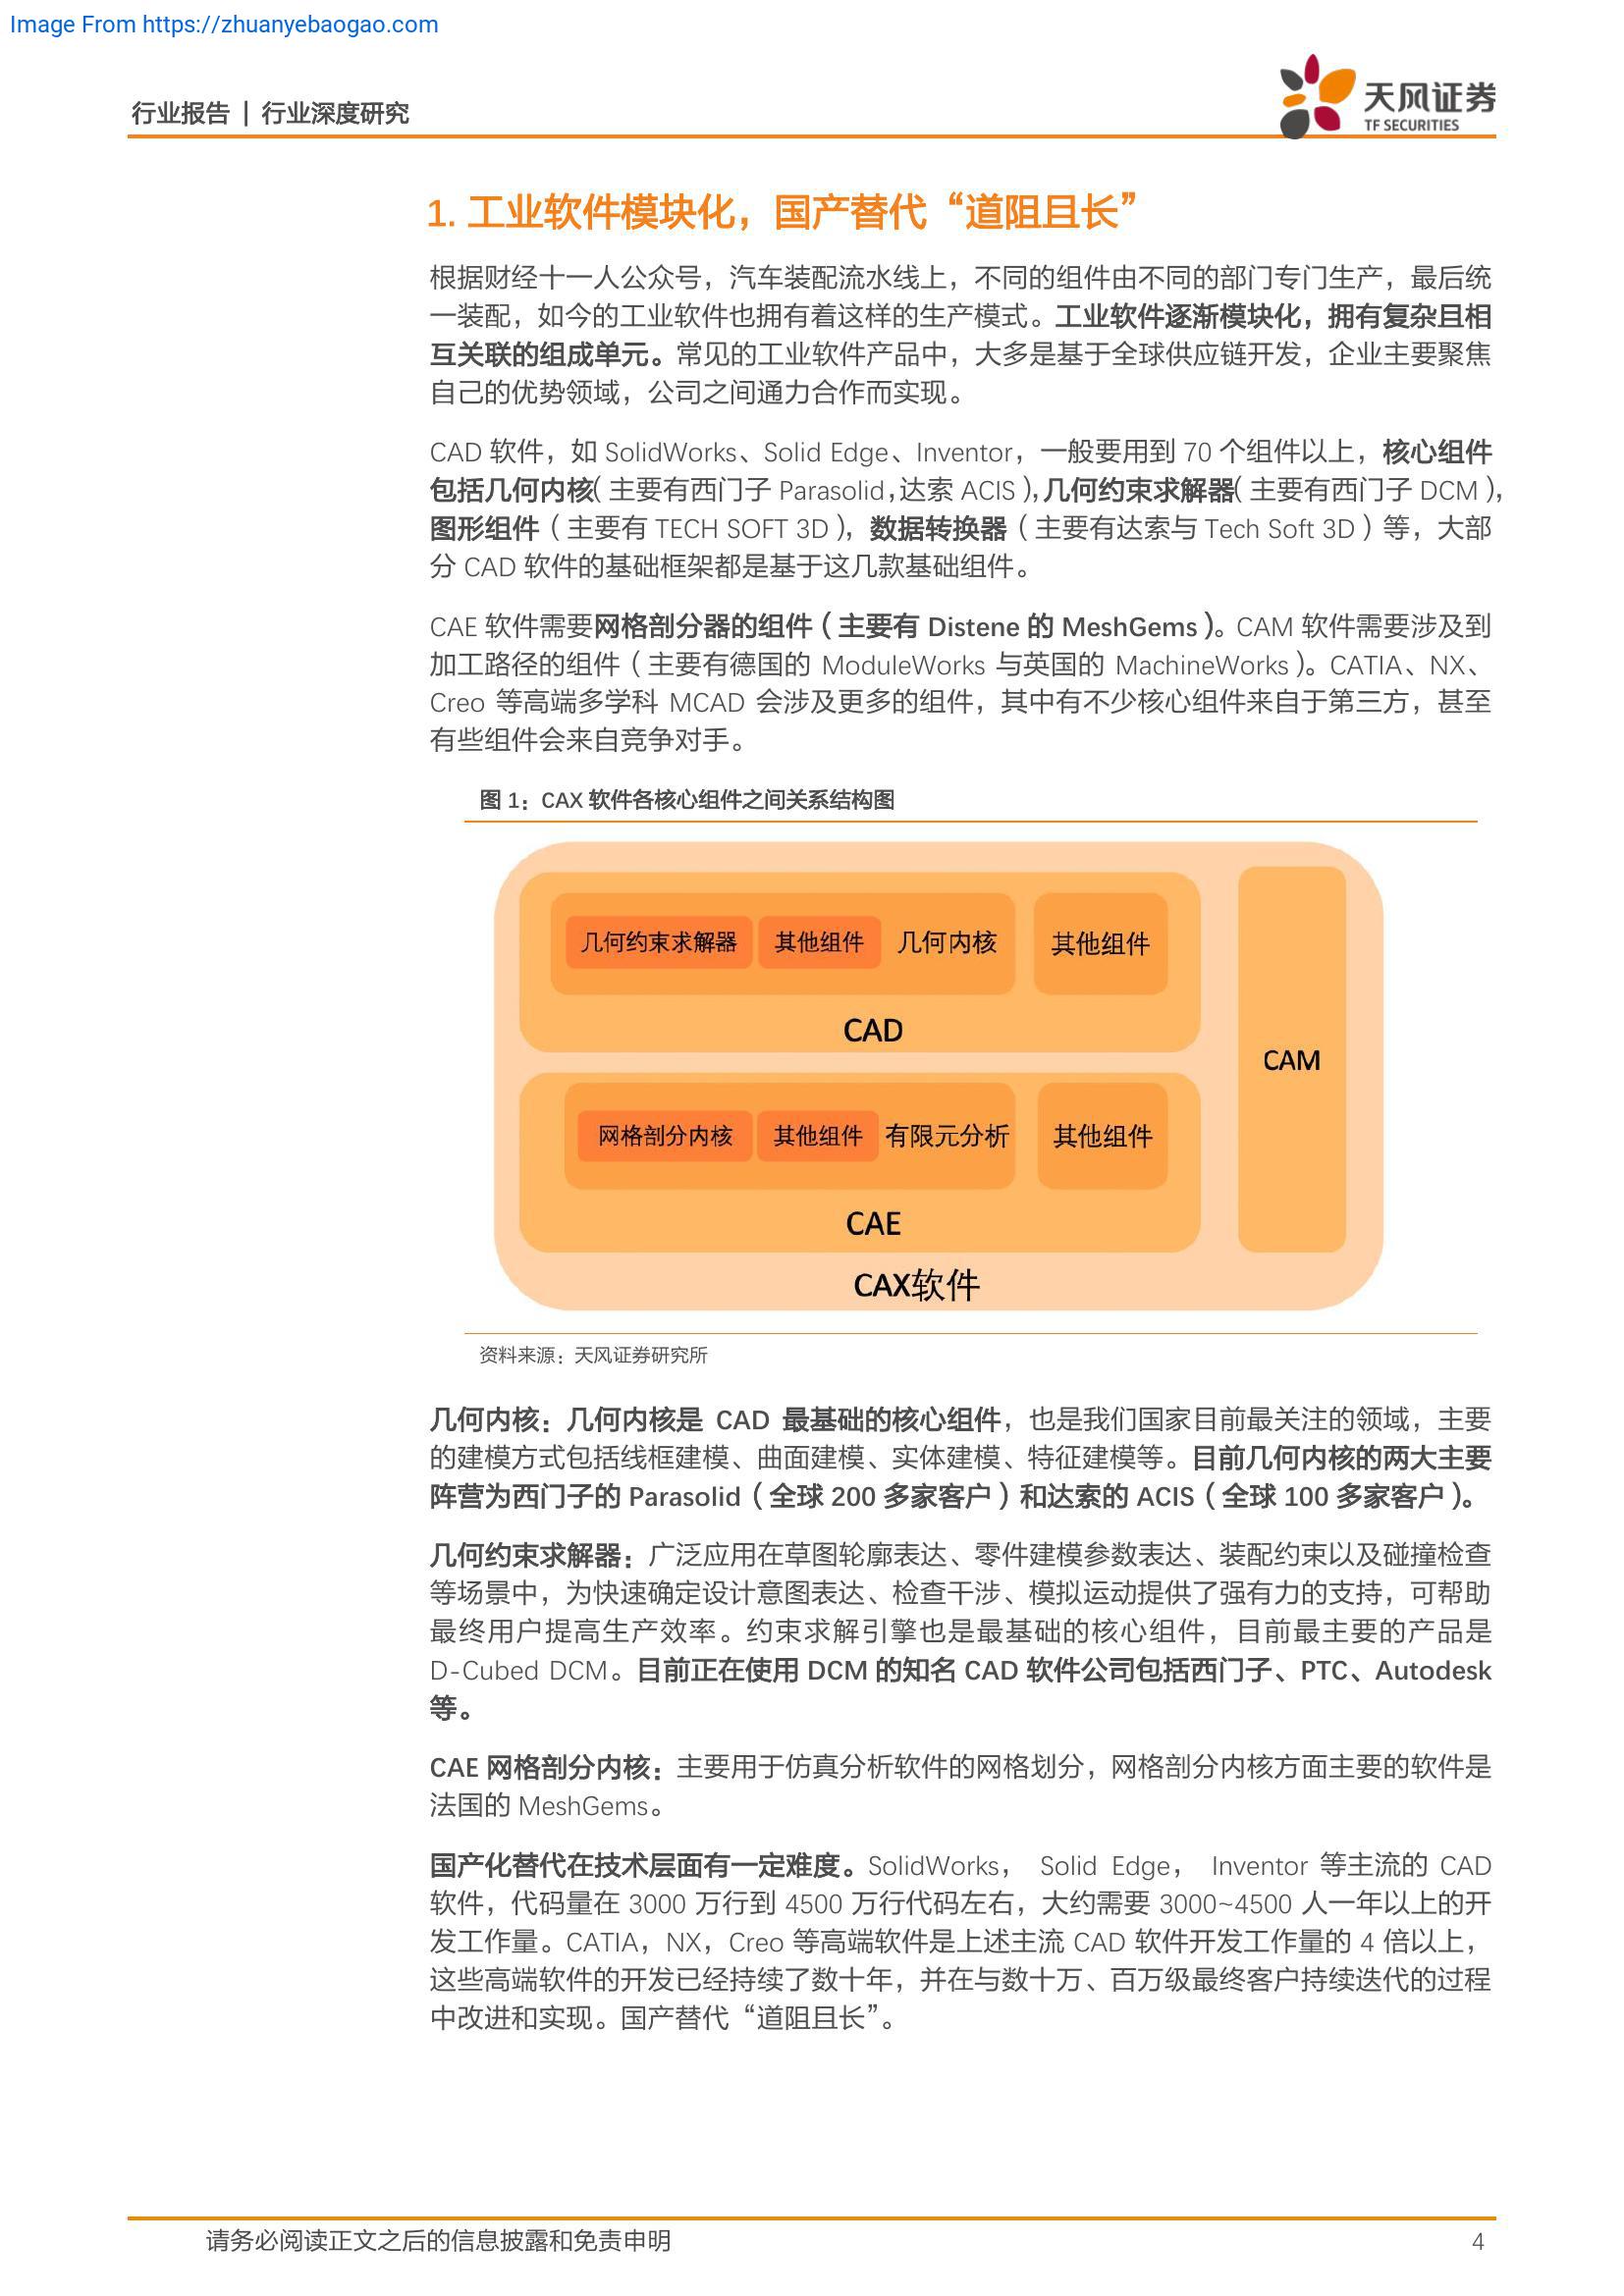 Image From https://zhuanyebaogao.com
行业报告 | 行业深度研究
天风证券
TF SECURITIES
1. 工业软件模块化，国产替代“道阻且长”
根据财经十一人公众号，汽车装配流水线上，不同的组件由不同的部门专门生产，最后统
一装配，如今的工业软件也拥有着这样的生产模式。工业软件逐渐模块化，拥有复杂且相
互关联的组成单元。常见的工业软件产品中，大多是基于全球供应链开发，企业主要聚焦
自己的优势领域，公司之间通力合作而实现。
CAD 软件，如 SolidWorks、Solid Edge、Inventor，一般要用到 70 个组件以上，核心组件
包括几何内核（主要有西门子 Parasolid，达索 ACIS），几何约束求解器（主要有西门子 DCM），
图形组件（主要有 TECH SOFT 3D），数据转换器（主要有达索与 Tech Soft 3D）等，大部
分 CAD 软件的基础框架都是基于这几款基础组件。
CAE 软件需要网格剖分器的组件（主要有 Distene 的 MeshGems）。CAM 软件需要涉及到
加工路径的组件（主要有德国的 ModuleWorks 与英国的 MachineWorks）。CATIA、NX、
Creo 等高端多学科 MCAD 会涉及更多的组件，其中有不少核心组件来自于第三方，甚至
有些组件会来自竞争对手。
图 1：CAX 软件各核心组件之间关系结构图
几何约束求解器 其他组件 几何内核 其他组件
CAD
CAM
网格剖分内核 其他组件 有限元分析 其他组件
CAE
CAX软件
资料来源：天风证券研究所
几何内核：几何内核是 CAD 最基础的核心组件，也是我们国家目前最关注的领域，主要
的建模方式包括线框建模、曲面建模、实体建模、特征建模等。目前几何内核的两大主要
阵营为西门子的 Parasolid（全球 200 多家客户）和达索的 ACIS（全球 100 多家客户）。
几何约束求解器：广泛应用在草图轮廓表达、零件建模参数表达、装配约束以及碰撞检查
等场景中，为快速确定设计意图表达、检查干涉、模拟运动提供了强有力的支持，可帮助
最终用户提高生产效率。约束求解引擎也是最基础的核心组件，目前最主要的产品是
D-Cubed DCM。目前正在使用 DCM 的知名 CAD 软件公司包括西门子、PTC、Autodesk
等。
CAE 网格剖分内核：主要用于仿真分析软件的网格划分，网格剖分内核方面主要的软件是
法国的 MeshGems。
国产化替代在技术层面有一定难度。SolidWorks， Solid Edge， Inventor 等主流的 CAD
软件，代码量在 3000 万行到 4500 万行代码左右，大约需要 3000~4500 人一年以上的开
发工作量。CATIA，NX，Creo 等高端软件是上述主流 CAD 软件开发工作量的 4 倍以上，
这些高端软件的开发已经持续了数十年，并在与数十万、百万级最终客户持续迭代的过程
中改进和实现。国产替代“道阻且长”。
请务必阅读正文之后的信息披露和免责申明 4